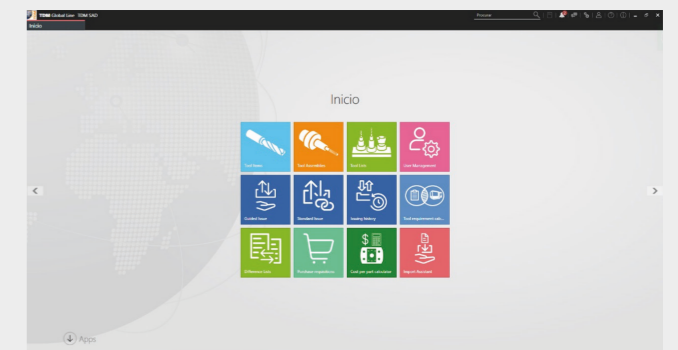 TDM Global Line TDM SAD
Procurar
Inicio
Inicio
Tool Items
Tool Assemblies
Tool Lists
User Management
Guided Issue
Standard Issue
Issuing history
Tool requirement calc...
Difference Lists
Purchase requisitions
Cost per part calculator
Import Assistant
Apps